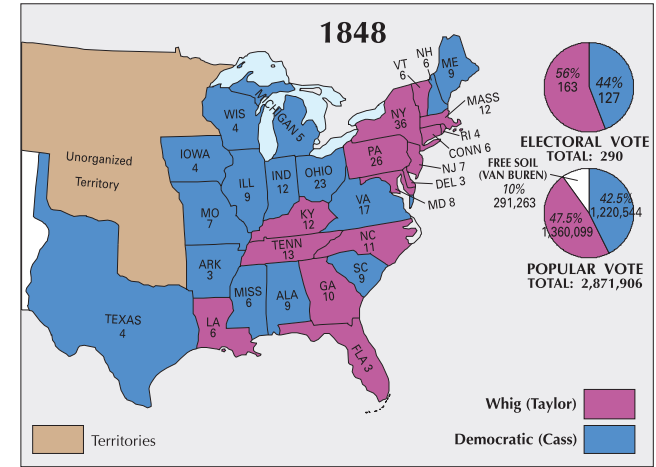 1848
NH
6
VT
6
ME
9
MASS
12
NY
36
RI 4
CONN 6
PA
26
NJ 7
DEL 3
MD 8
MICHIGAN 5
WIS
4
Unorganized
Territory
IOWA
4
ILL
9
IND
12
OHIO
23
VA
17
MO
7
KY
12
NC
11
TENN
13
ARK
3
SC
9
MISS
6
ALA
9
GA
10
TEXAS
4
LA
6
FLA 3
56%
163
44%
127
ELECTORAL VOTE
TOTAL: 290
FREE SOIL
(VAN BUREN)
10%
291,263
42.5%
1,220,544
47.5%
1,360,099
POPULAR VOTE
TOTAL: 2,871,906
Whig (Taylor)
Democratic (Cass)
Territories